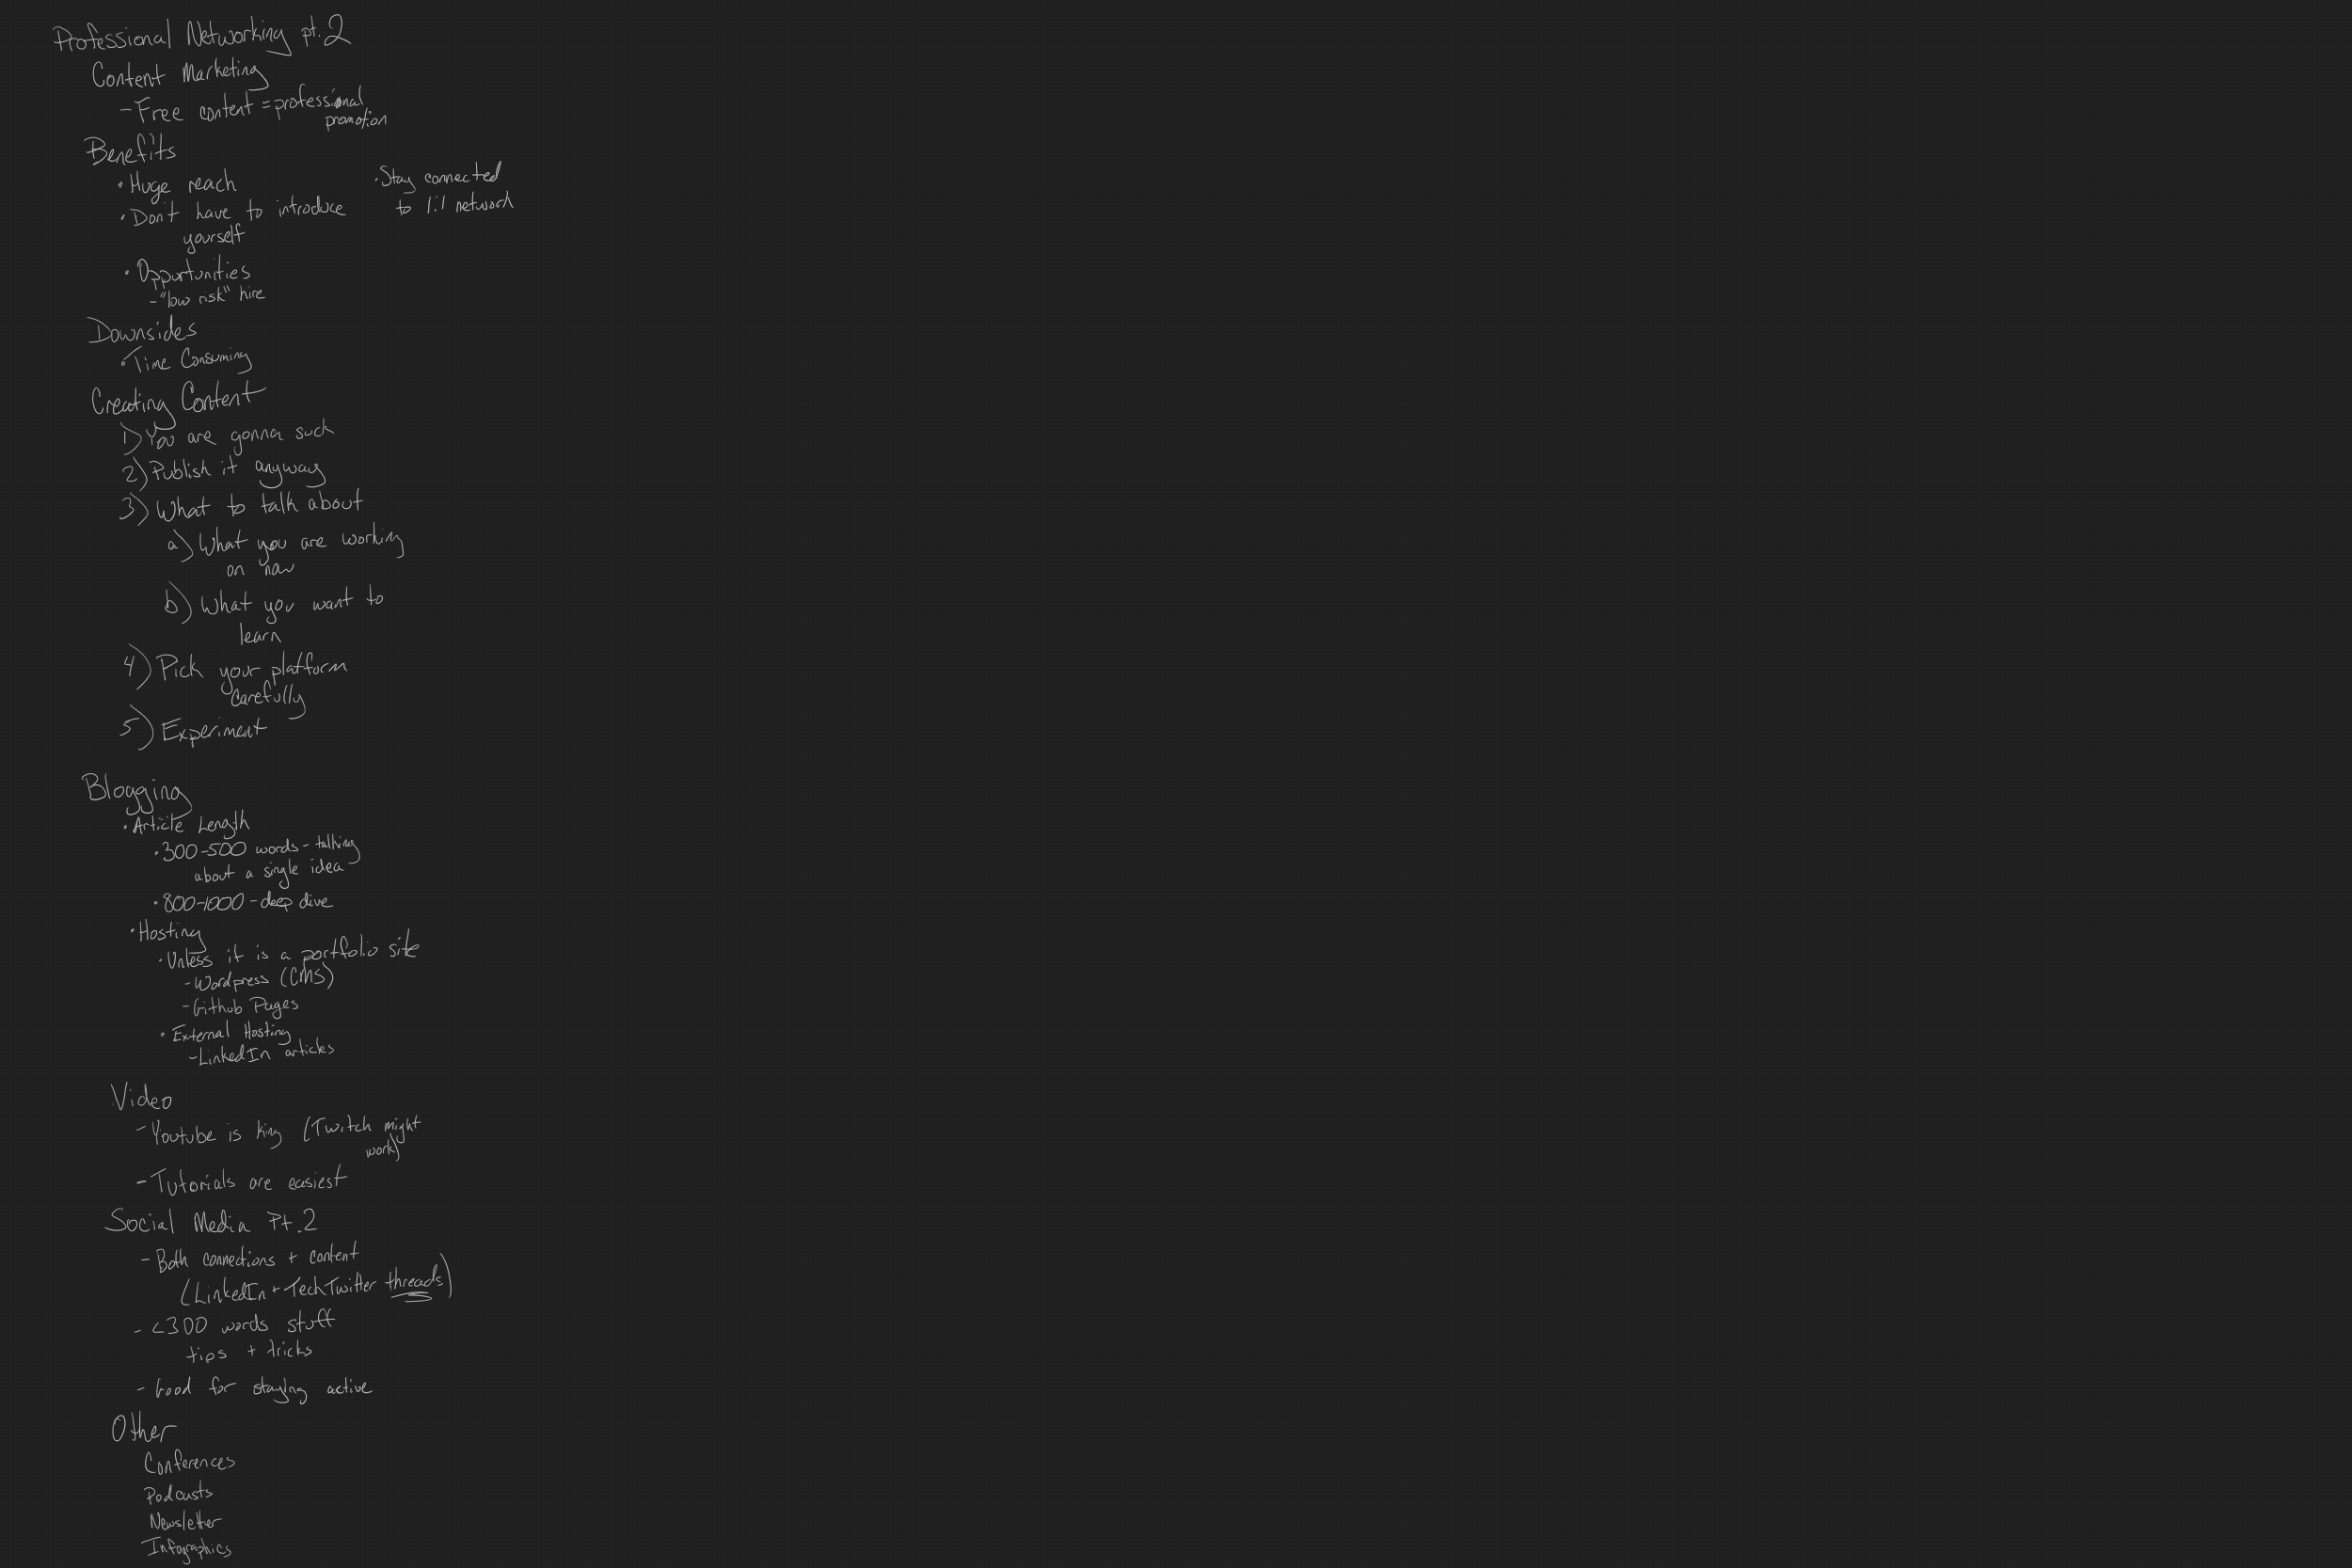 Professional Networking pt.2
Content Marketing
-Free content = professional
promotion
Benefits
•Huge reach
•Don't have to introduce
yourself
•Stay connected
to 1:1 network
•Opportunities
-"low risk" hire
Downsides
•Time Consuming
Creating Content
1) You are gonna suck
2) Publish it anyway
3) What to talk about
a) What you are working
on now
b) What you want to
learn
4) Pick your platform
carefully
5) Experiment
Blogging
•Article Length
•300-500 words - talking
about a single idea
•800-1000 - deep dive
•Hosting
•Unless it is a portfolio site
-Wordpress (CMS)
-Github Pages
•External Hosting
-LinkedIn articles
Video
-Youtube is king (Twitch might
work)
-Tutorials are easiest
Social Media Pt.2
-Both connections + content
(LinkedIn + TechTwitter threads)
-<300 words stuff
tips + tricks
-Good for staying active
Other
Conferences
Podcasts
Newsletter
Infographics